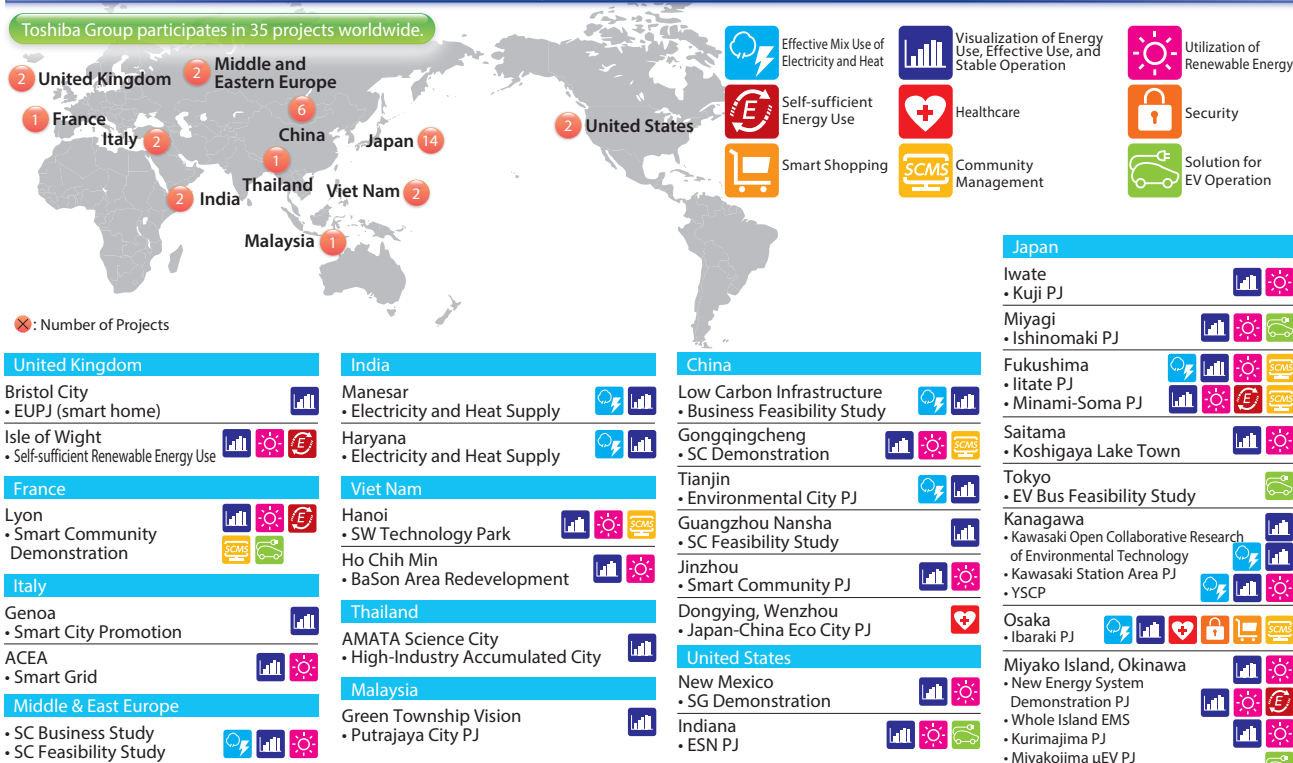 Toshiba Group participates in 35 projects worldwide.
2 United Kingdom
2 Middle and
Eastern Europe
1 France
Italy 2
6
China
Japan 14
1
Thailand
2 India
Viet Nam 2
Malaysia 1
2 United States
: Number of Projects
Effective Mix Use of
Electricity and Heat
Visualization of Energy
Use, Effective Use, and
Stable Operation
Utilization of
Renewable Energy
E
Self-sufficient
Energy Use
Healthcare
Security
Smart Shopping
SCMS
Community
Management
Solution for
EV Operation
United Kingdom
Bristol City
• EUPJ (smart home)
Isle of Wight
• Self-sufficient Renewable Energy Use
E
France
Lyon
• Smart Community
Demonstration
E
SCMS
Italy
Genoa
• Smart City Promotion
ACEA
• Smart Grid
Middle & East Europe
• SC Business Study
• SC Feasibility Study
India
Manesar
• Electricity and Heat Supply
Haryana
• Electricity and Heat Supply
Viet Nam
Hanoi
• SW Technology Park
SCMS
Ho Chih Min
• BaSon Area Redevelopment
Thailand
AMATA Science City
• High-Industry Accumulated City
Malaysia
Green Township Vision
• Putrajaya City PJ
China
Low Carbon Infrastructure
• Business Feasibility Study
Gongqingcheng
• SC Demonstration
SCMS
Tianjin
• Environmental City PJ
Guangzhou Nansha
• SC Feasibility Study
Jinzhou
• Smart Community PJ
Dongying, Wenzhou
• Japan-China Eco City PJ
United States
New Mexico
• SG Demonstration
Indiana
• ESN PJ
Japan
Iwate
• Kuji PJ
Miyagi
• Ishinomaki PJ
Fukushima
• Iitate PJ
SCMS
• Minami-Soma PJ
E SCMS
Saitama
• Koshigaya Lake Town
Tokyo
• EV Bus Feasibility Study
Kanagawa
• Kawasaki Open Collaborative Research
of Environmental Technology
• Kawasaki Station Area PJ
• YSCP
Osaka
• Ibaraki PJ
SCMS
Miyako Island, Okinawa
• New Energy System
Demonstration PJ
E
• Whole Island EMS
• Kurimajima PJ
• Miyakojima μEV PJ